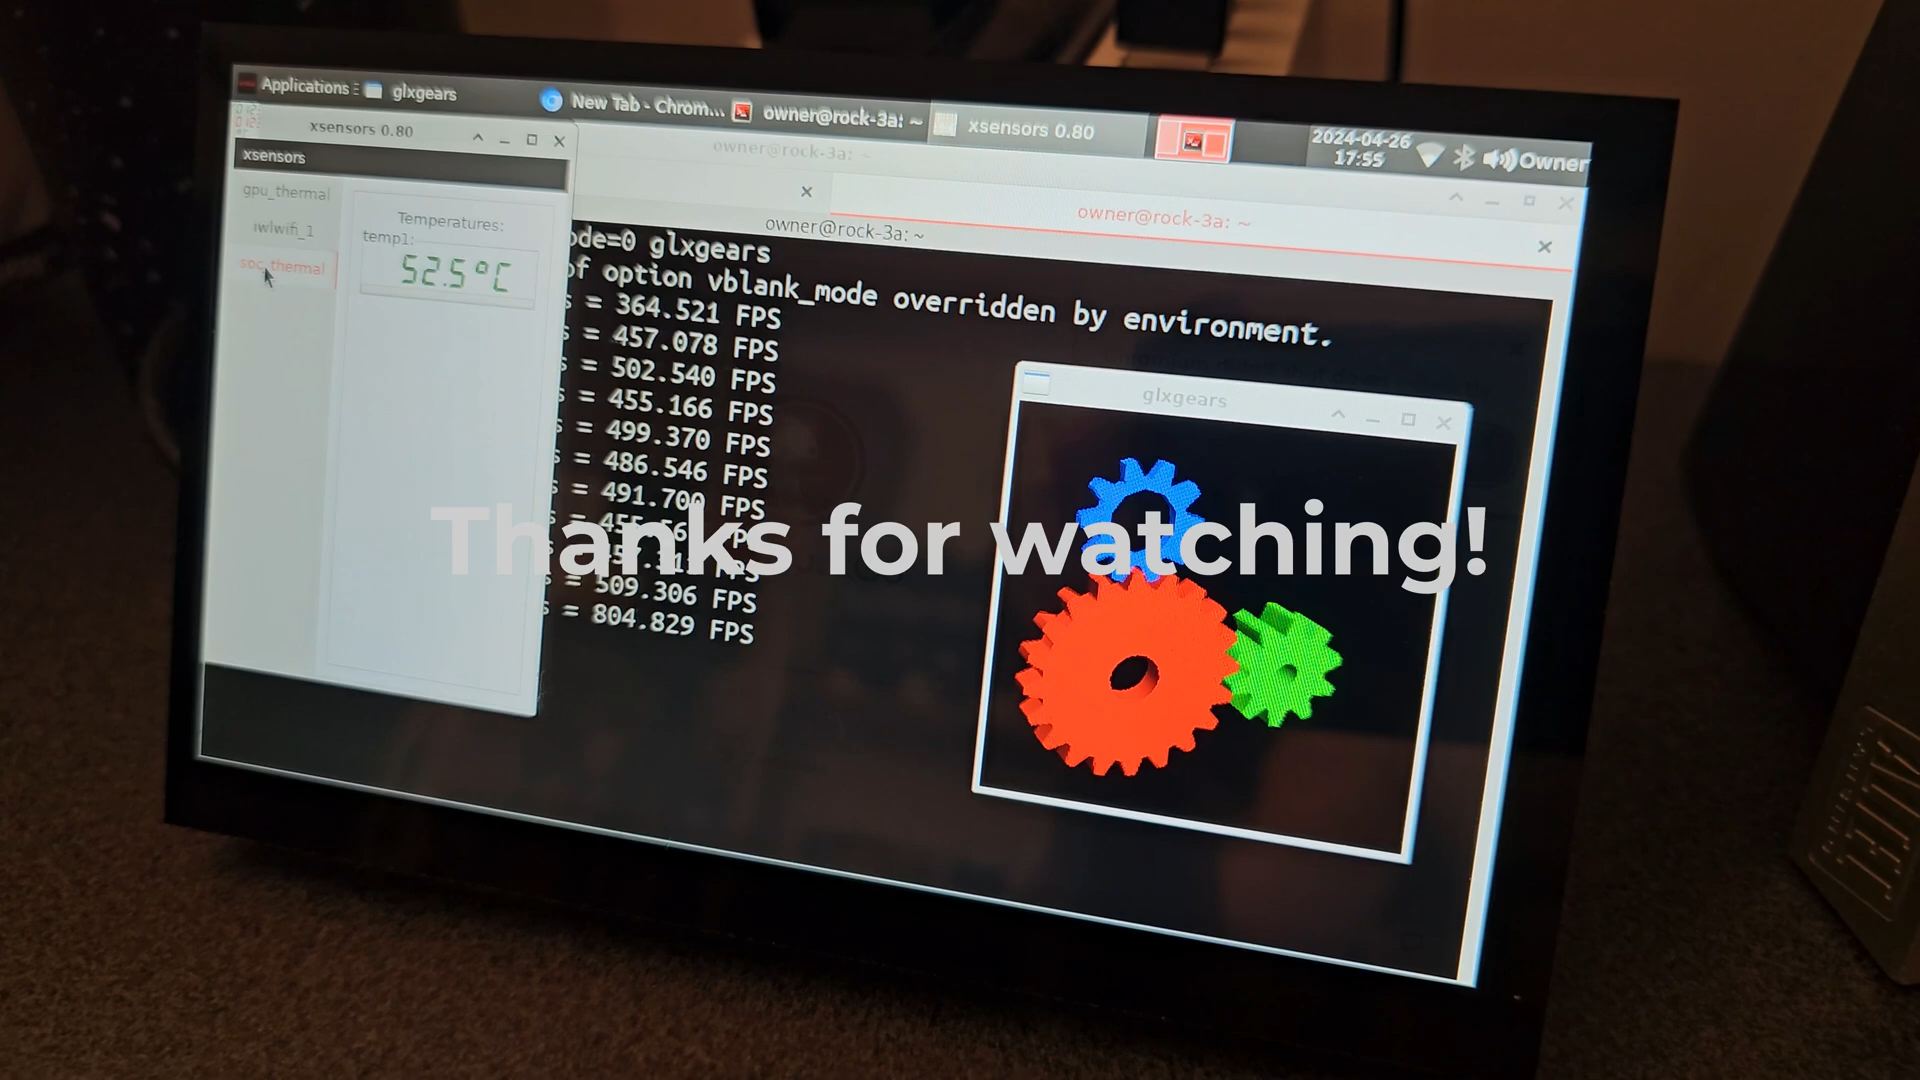 Applications glxgears New Tab - Chrom... owner@rock-3a: ~ xsensors 0.80 2024-04-26 17:55 Owner
xsensors 0.80
owner@rock-3a: ~
xsensors
gpu_thermal
iwlwifi_1
soc_thermal
Temperatures:
temp1:
52.5°C
owner@rock-3a: ~
owner@rock-3a: ~
ode=0 glxgears
of option vblank_mode overridden by environment.
s = 364.521 FPS
s = 457.078 FPS
s = 502.540 FPS
s = 455.166 FPS
s = 499.370 FPS
s = 486.546 FPS
s = 491.700 FPS
s = 509.306 FPS
s = 804.829 FPS
glxgears
Thanks for watching!